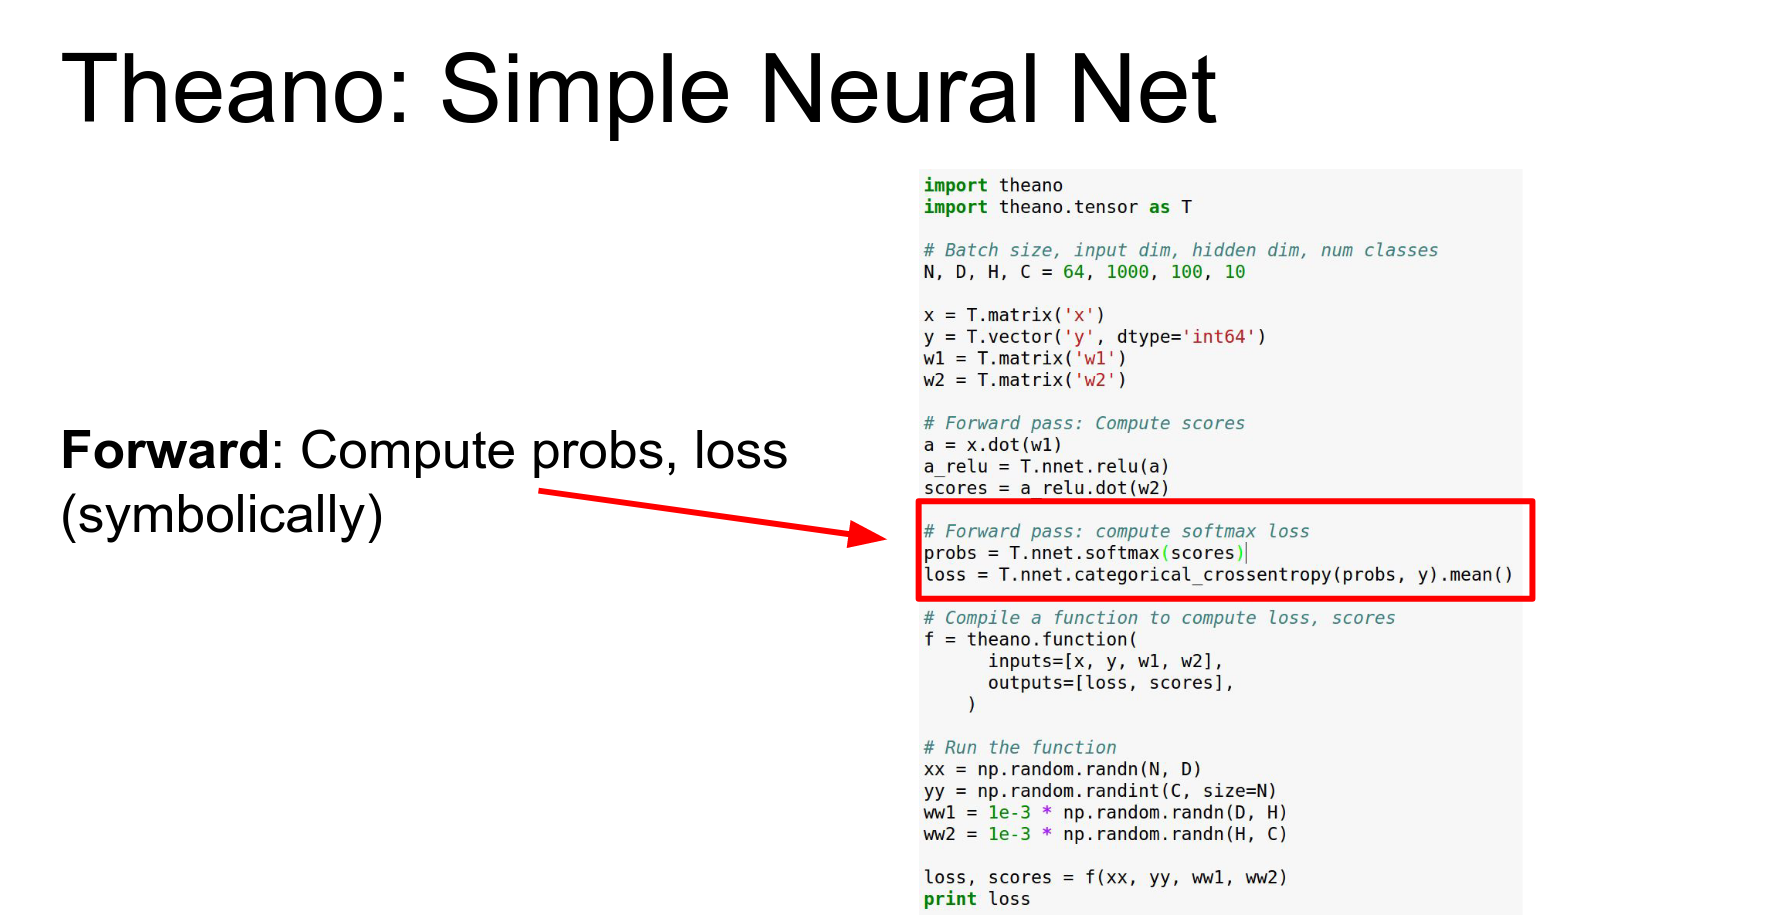 Theano: Simple Neural Net
Forward: Compute probs, loss
(symbolically)
import theano
import theano.tensor as T
# Batch size, input dim, hidden dim, num classes
N, D, H, C = 64, 1000, 100, 10
x = T.matrix('x')
y = T.vector('y', dtype='int64')
w1 = T.matrix('w1')
w2 = T.matrix('w2')
# Forward pass: Compute scores
a = x.dot(w1)
a_relu = T.nnet.relu(a)
scores = a_relu.dot(w2)
# Forward pass: compute softmax loss
probs = T.nnet.softmax(scores)
loss = T.nnet.categorical_crossentropy(probs, y).mean()
# Compile a function to compute loss, scores
f = theano.function(
      inputs=[x, y, w1, w2],
      outputs=[loss, scores],
    )
# Run the function
xx = np.random.randn(N, D)
yy = np.random.randint(C, size=N)
ww1 = 1e-3 * np.random.randn(D, H)
ww2 = 1e-3 * np.random.randn(H, C)
loss, scores = f(xx, yy, ww1, ww2)
print loss